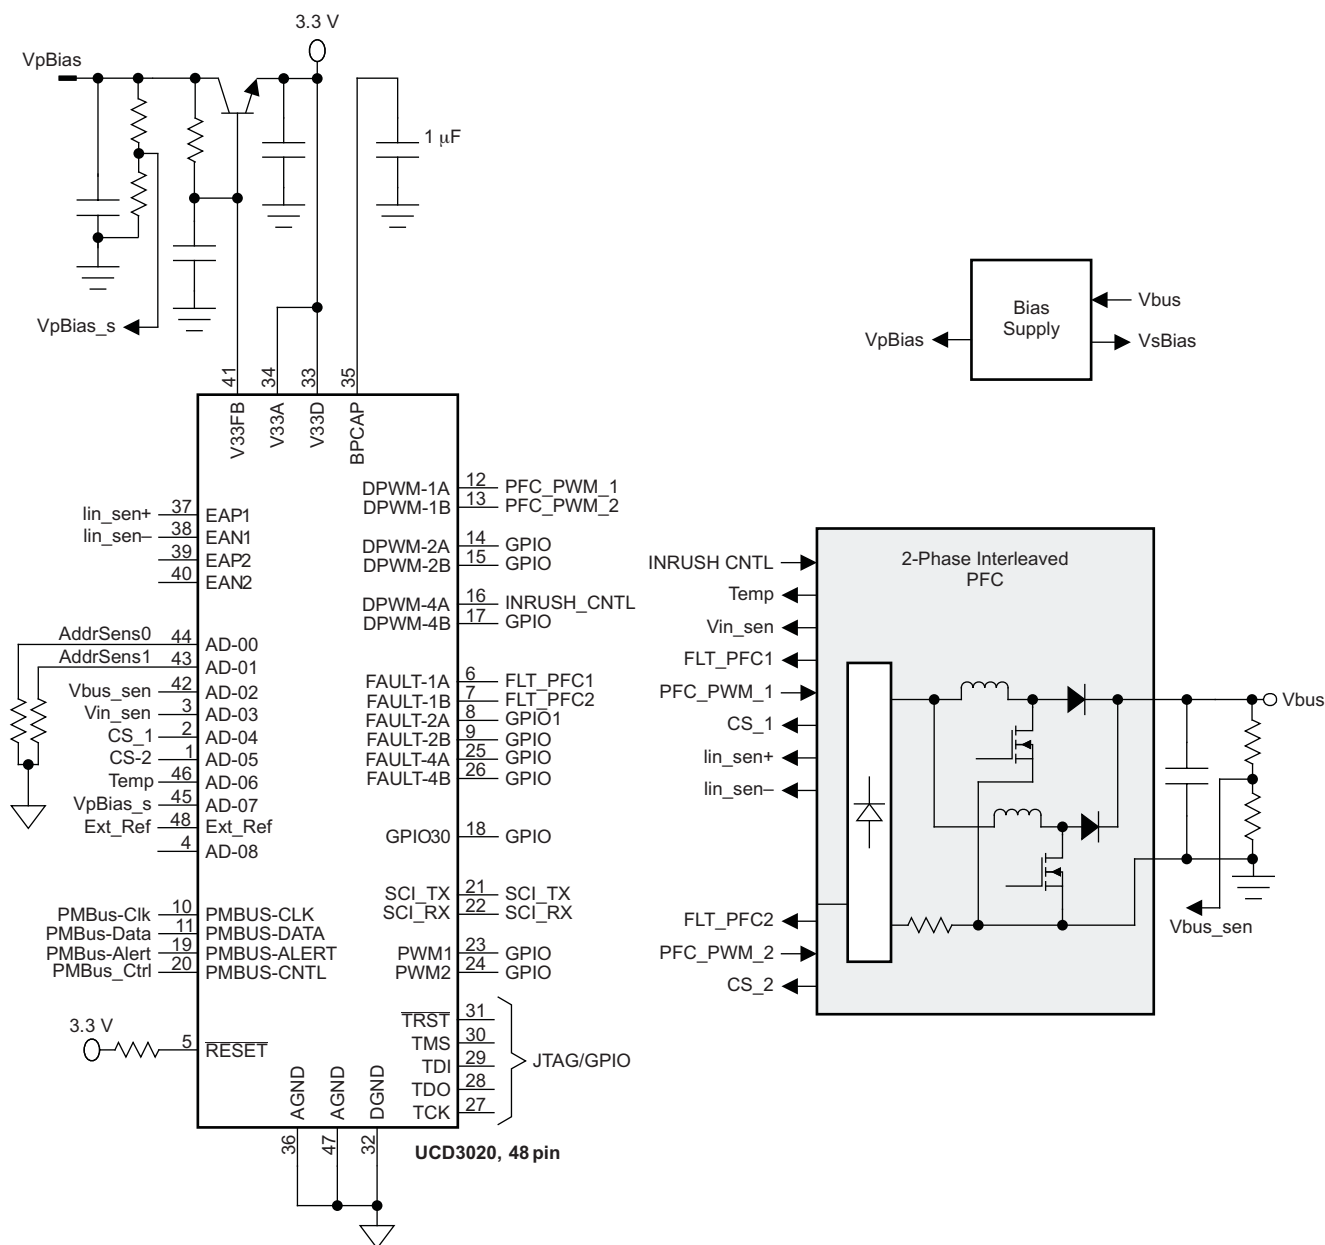 3.3 V
VpBias
1 μF
VpBias_s
Bias
Supply
Vbus
VpBias
VsBias
41
34
33
35
V33FB
V33A
V33D
BPCAP
Iin_sen+ 37 EAP1
Iin_sen– 38 EAN1
39 EAP2
40 EAN2
AddrSens0 44 AD-00
AddrSens1 43 AD-01
Vbus_sen 42 AD-02
Vin_sen 3 AD-03
CS_1 2 AD-04
CS-2 1 AD-05
Temp 46 AD-06
VpBias_s 45 AD-07
Ext_Ref 48 Ext_Ref
4 AD-08
PMBus-Clk 10 PMBUS-CLK
PMBus-Data 11 PMBUS-DATA
PMBus-Alert 19 PMBUS-ALERT
PMBus_Ctrl 20 PMBUS-CNTL
3.3 V
5 RESET
DPWM-1A 12 PFC_PWM_1
DPWM-1B 13 PFC_PWM_2
DPWM-2A 14 GPIO
DPWM-2B 15 GPIO
DPWM-4A 16 INRUSH_CNTL
DPWM-4B 17 GPIO
FAULT-1A 6 FLT_PFC1
FAULT-1B 7 FLT_PFC2
FAULT-2A 8 GPIO1
FAULT-2B 9 GPIO
FAULT-4A 25 GPIO
FAULT-4B 26 GPIO
GPIO30 18 GPIO
SCI_TX 21 SCI_TX
SCI_RX 22 SCI_RX
PWM1 23 GPIO
PWM2 24 GPIO
TRST 31
TMS 30
TDI 29
TDO 28
TCK 27
JTAG/GPIO
AGND
AGND
DGND
36
47
32
UCD3020, 48 pin
2-Phase Interleaved
PFC
INRUSH CNTL
Temp
Vin_sen
FLT_PFC1
PFC_PWM_1
CS_1
Iin_sen+
Iin_sen–
FLT_PFC2
PFC_PWM_2
CS_2
Vbus
Vbus_sen